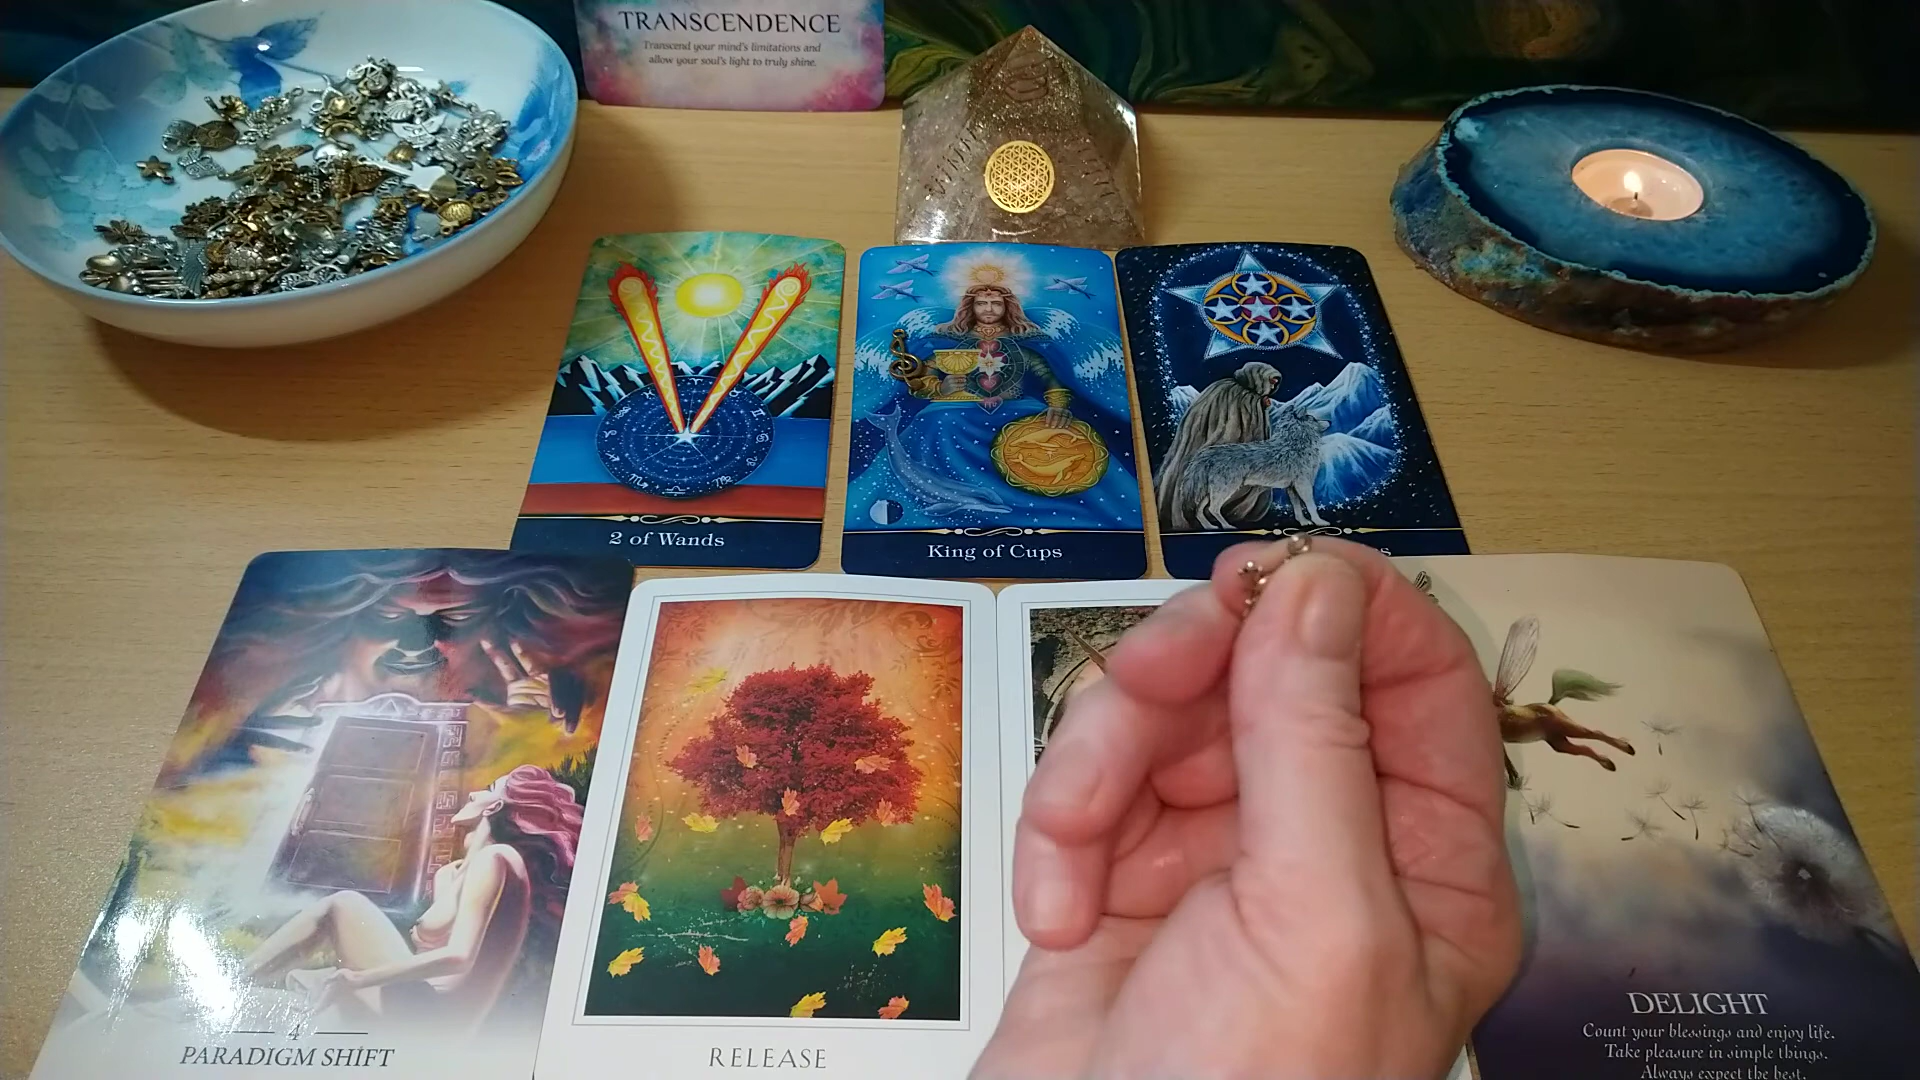 TRANSCENDENCE
Transcend your mind's limitations and
allow your soul's light to truly shine.
2 of Wands
King of Cups
4
PARADIGM SHIFT
RELEASE
DELIGHT
Count your blessings and enjoy life.
Take pleasure in simple things.
Always expect the best.